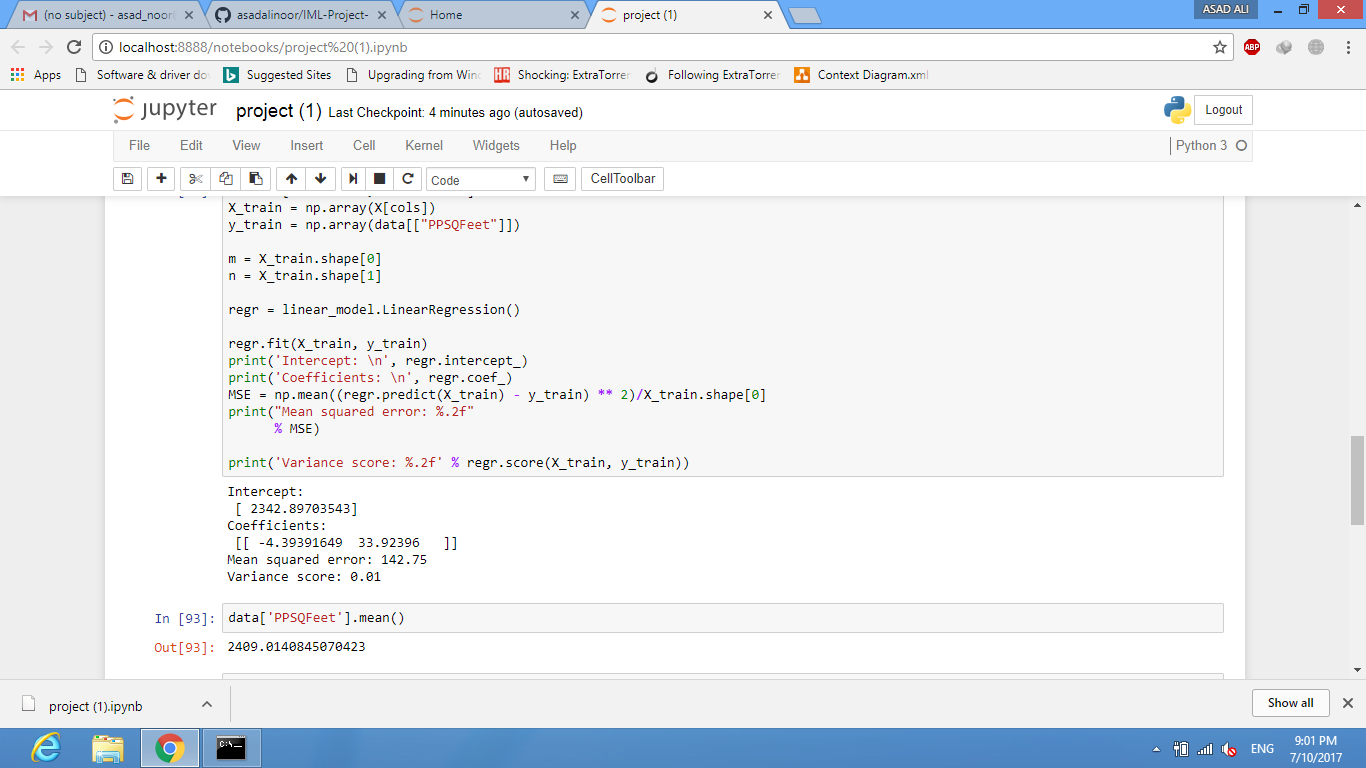 (no subject) - asad_noor
asadalinoor/IML-Project-
Home
project (1)
ASAD ALI
localhost:8888/notebooks/project%20(1).ipynb
ABP
Apps
Software & driver do
Suggested Sites
Upgrading from Win
Shocking: ExtraTorrer
Following ExtraTorrer
Context Diagram.xml
jupyter project (1) Last Checkpoint: 4 minutes ago (autosaved)
Logout
File Edit View Insert Cell Kernel Widgets Help
Python 3
Code
CellToolbar
X_train = np.array(X[cols])
y_train = np.array(data[["PPSQFeet"]])
m = X_train.shape[0]
n = X_train.shape[1]
regr = linear_model.LinearRegression()
regr.fit(X_train, y_train)
print('Intercept: \n', regr.intercept_)
print('Coefficients: \n', regr.coef_)
MSE = np.mean((regr.predict(X_train) - y_train) ** 2)/X_train.shape[0]
print("Mean squared error: %.2f"
% MSE)
print('Variance score: %.2f' % regr.score(X_train, y_train))
Intercept:
[ 2342.89703543]
Coefficients:
[[ -4.39391649 33.92396 ]]
Mean squared error: 142.75
Variance score: 0.01
In [93]: data['PPSQFeet'].mean()
Out[93]: 2409.0140845070423
project (1).ipynb
Show all
C:\_
ENG
9:01 PM
7/10/2017